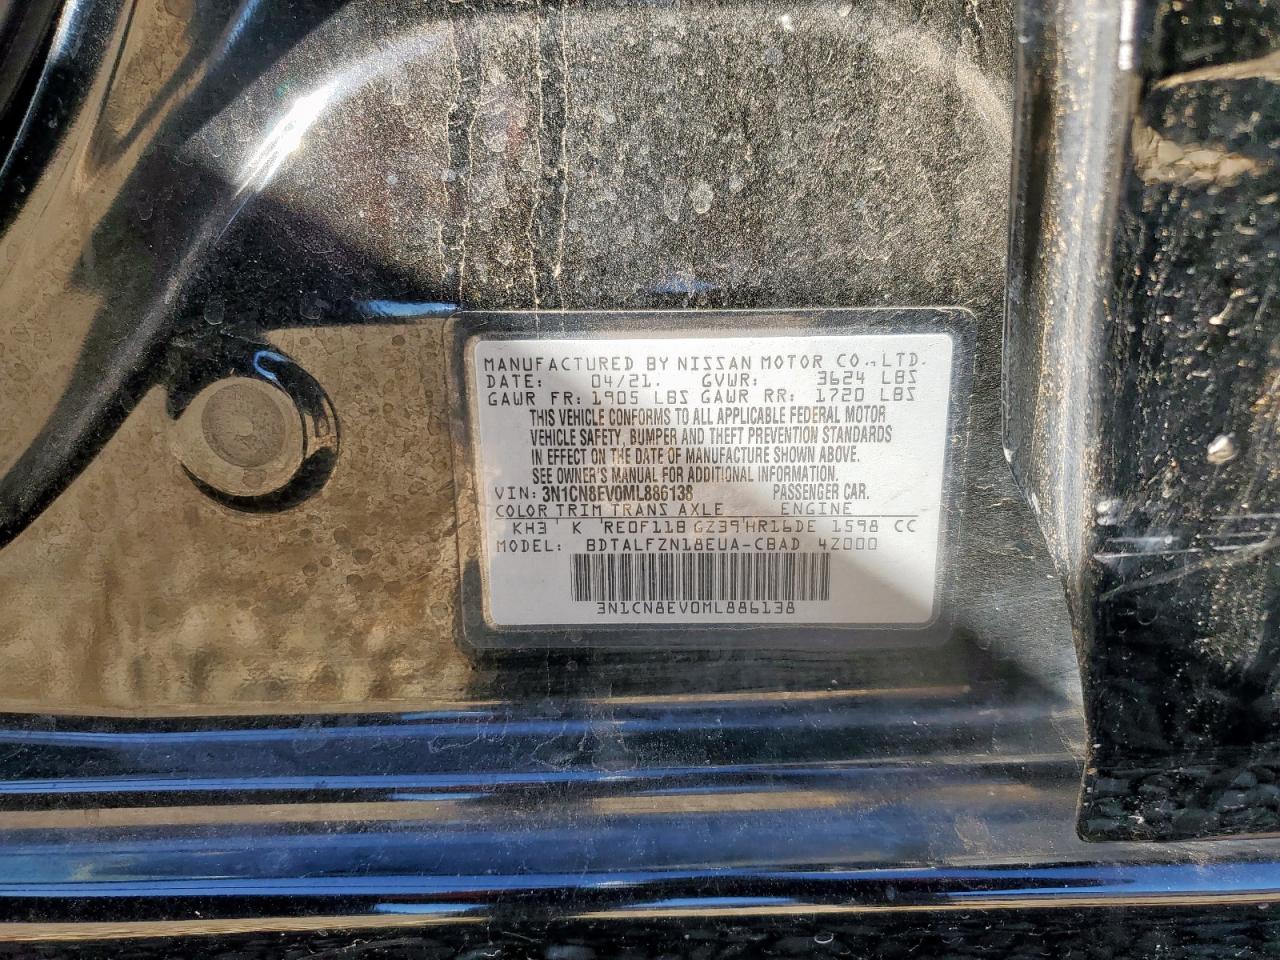 MANUFACTURED BY NISSAN MOTOR CO.,LTD.
DATE: 04/21. GVWR: 3624 LBS
GAWR FR: 1905 LBS GAWR RR: 1720 LBS
THIS VEHICLE CONFORMS TO ALL APPLICABLE FEDERAL MOTOR
VEHICLE SAFETY, BUMPER AND THEFT PREVENTION STANDARDS
IN EFFECT ON THE DATE OF MANUFACTURE SHOWN ABOVE.
SEE OWNER'S MANUAL FOR ADDITIONAL INFORMATION.
VIN: 3N1CN8EV0ML886138 PASSENGER CAR.
COLOR TRIM TRANS AXLE ENGINE
KH3 K RE0F11B GZ39 HR16DE 1598 CC
MODEL: BDTALFZN18EUA-CBAD 4Z000
3N1CN8EV0ML886138